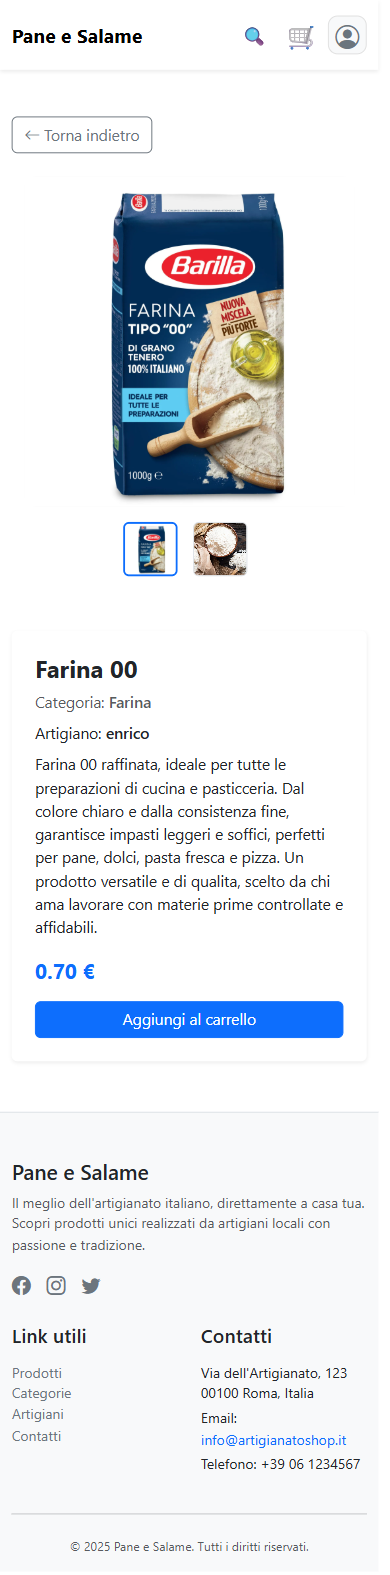 Pane e Salame
← Torna indietro
Barilla
FARINA
TIPO "00"
DI GRANO
TENERO
100% ITALIANO
NUOVA
MISCELA
PIÙ FORTE
IDEALE PER
TUTTE LE
PREPARAZIONI
1000g ℮
Farina 00
Categoria: Farina
Artigiano: enrico
Farina 00 raffinata, ideale per tutte le
preparazioni di cucina e pasticceria. Dal
colore chiaro e dalla consistenza fine,
garantisce impasti leggeri e soffici, perfetti
per pane, dolci, pasta fresca e pizza. Un
prodotto versatile e di qualita, scelto da chi
ama lavorare con materie prime controllate e
affidabili.
0.70 €
Aggiungi al carrello
Pane e Salame
Il meglio dell'artigianato italiano, direttamente a casa tua.
Scopri prodotti unici realizzati da artigiani locali con
passione e tradizione.
Link utili
Prodotti
Categorie
Artigiani
Contatti
Contatti
Via dell'Artigianato, 123
00100 Roma, Italia
Email:
info@artigianatoshop.it
Telefono: +39 06 1234567
© 2025 Pane e Salame. Tutti i diritti riservati.